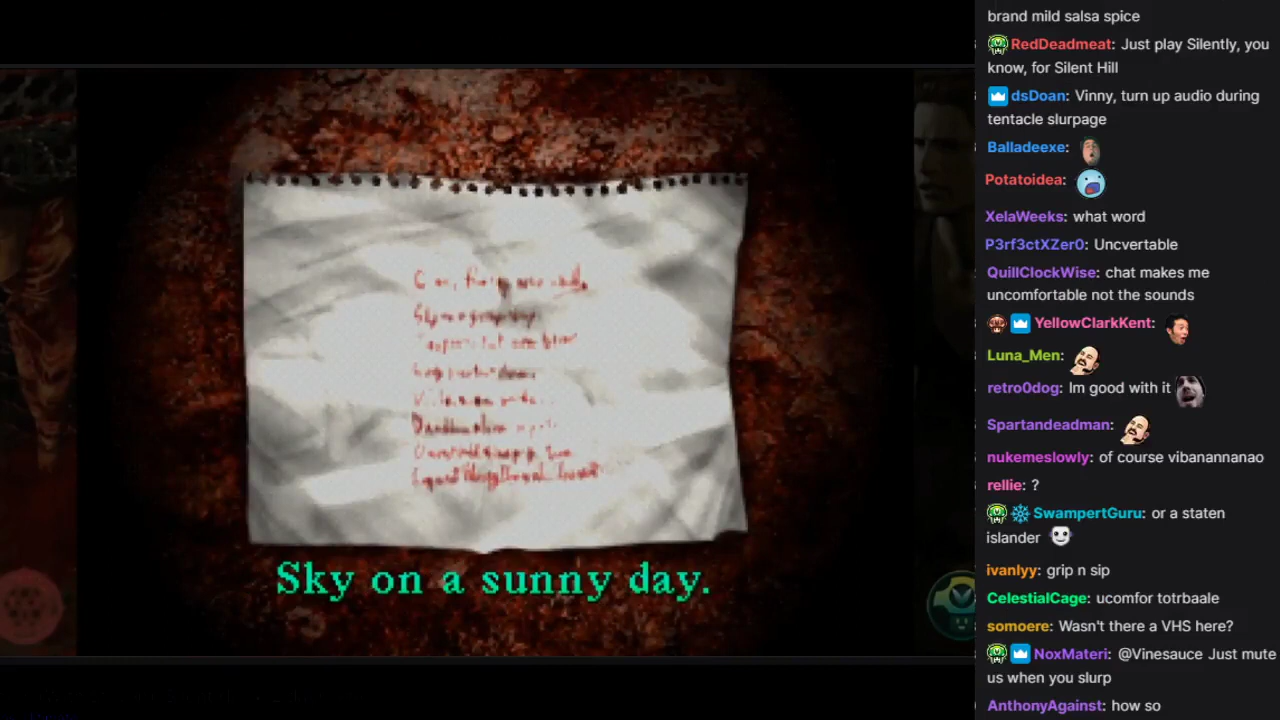 Sky on a sunny day.
brand mild salsa spice
RedDeadmeat: Just play Silently, you
know, for Silent Hill
dsDoan: Vinny, turn up audio during
tentacle slurpage
Balladeexe:
Potatoidea:
XelaWeeks: what word
P3rf3ctXZer0: Uncvertable
QuillClockWise: chat makes me
uncomfortable not the sounds
YellowClarkKent:
Luna_Men:
retro0dog: Im good with it
Spartandeadman:
nukemeslowly: of course vibanannanao
rellie: ?
SwampertGuru: or a staten
islander
ivanlyy: grip n sip
CelestialCage: ucomfor totrbaale
somoere: Wasn't there a VHS here?
NoxMateri: @Vinesauce Just mute
us when you slurp
AnthonyAgainst: how so